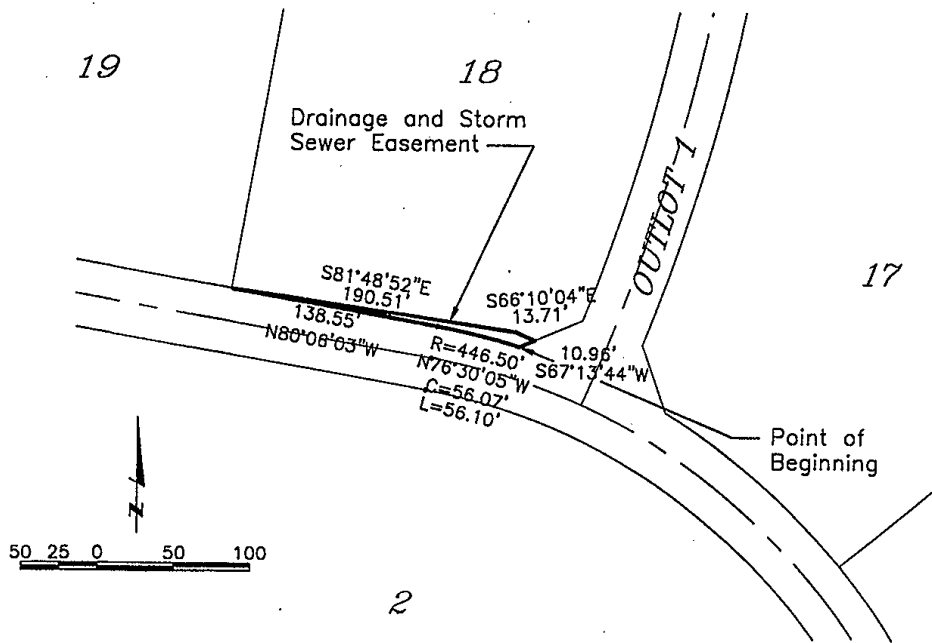 19
18
Drainage and Storm
Sewer Easement
OUTLOT 1
17
S81°48'52"E
190.51'
S66°10'04"E
13.71'
138.55'
N80°06'03"W
R=446.50'
N76°30'05"W
C=56.07'
L=56.10'
10.96'
S67°13'44"W
Point of
Beginning
N
50 25 0 50 100
2